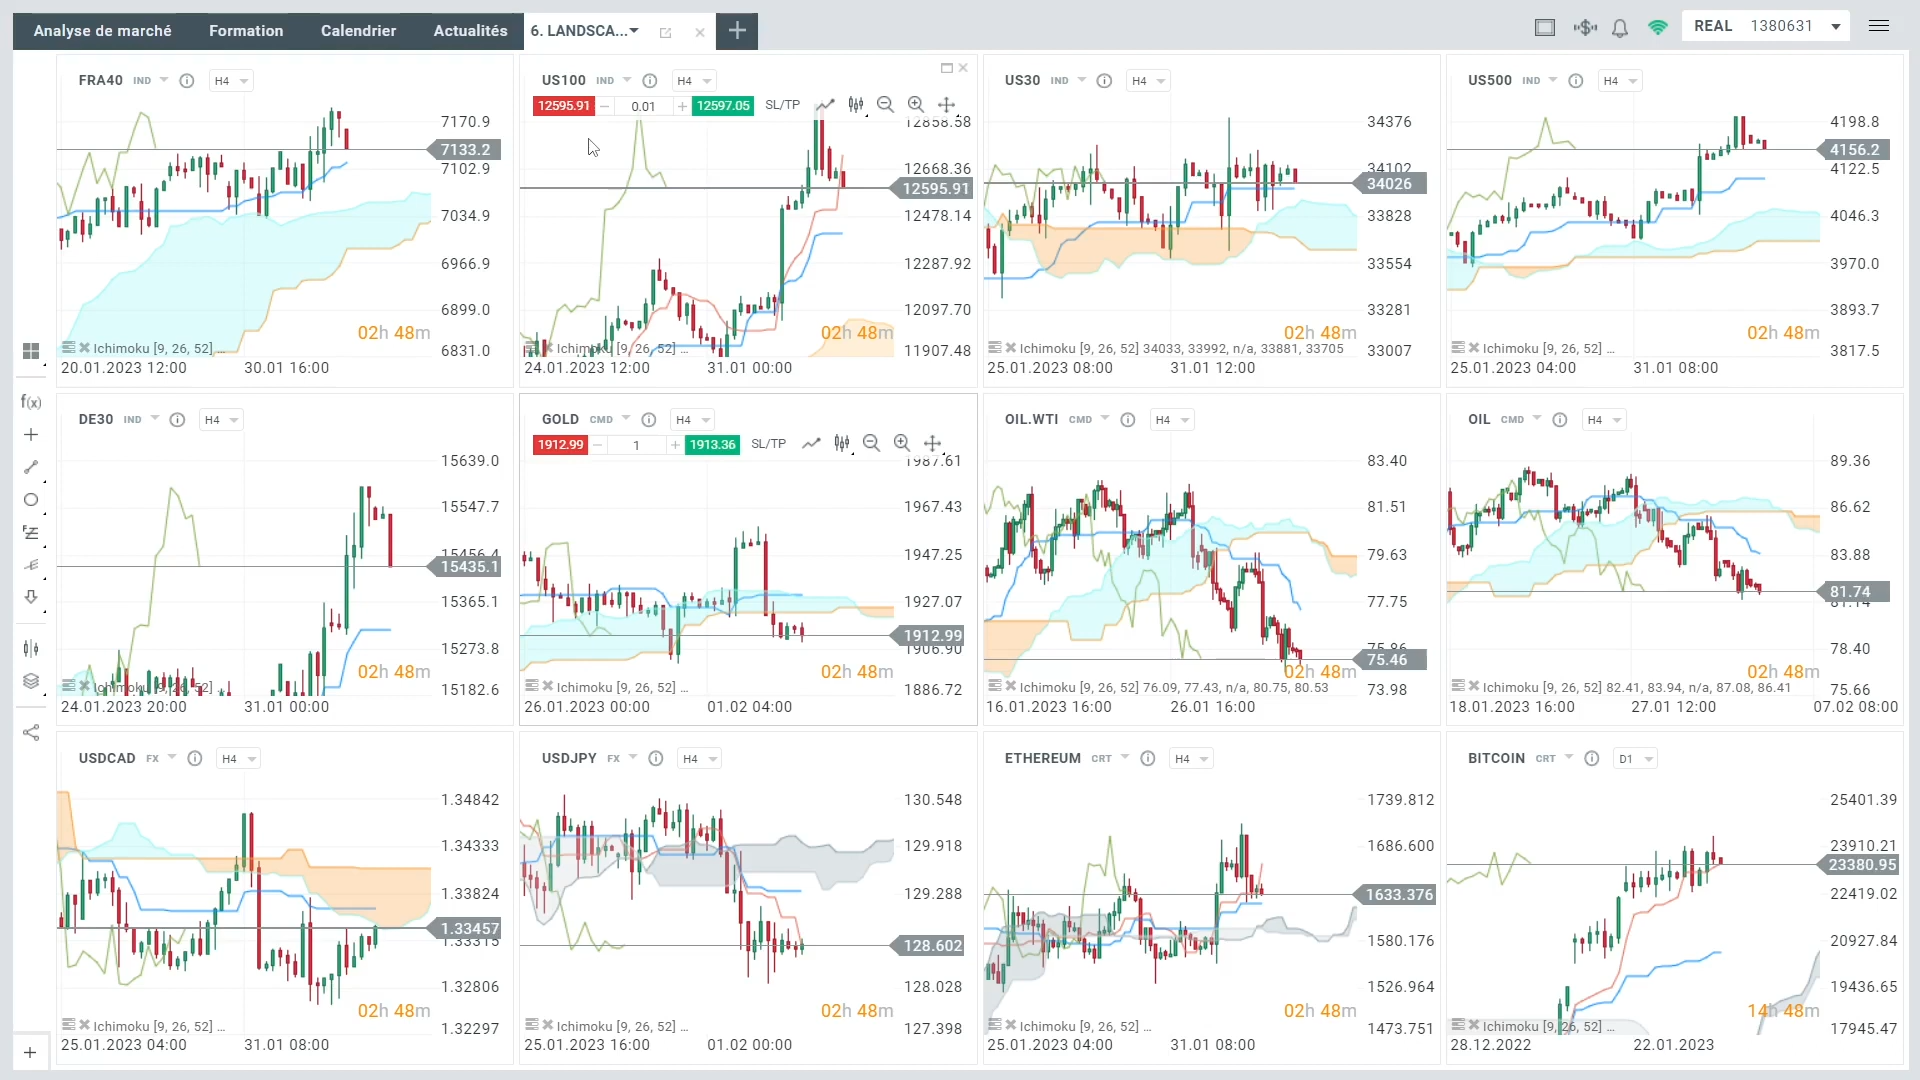 Analyse de marché Formation Calendrier Actualités 6. LANDSCA... REAL 1380631
FRA40 IND H4
7170.9
7133.2
7102.9
7034.9
6966.9
6899.0
02h 48m
Ichimoku [9, 26, 52] ...
6831.0
20.01.2023 12:00 30.01 16:00
US100 IND H4
12595.91 0.01 12597.05 SL/TP
12858.58
12668.36
12595.91
12478.14
12287.92
12097.70
02h 48m
Ichimoku [9, 26, 52] ...
11907.48
24.01.2023 12:00 31.01 00:00
US30 IND H4
34376
34102
34026
33828
33554
33281
02h 48m
Ichimoku [9, 26, 52] 34033, 33992, n/a, 33881, 33705
33007
25.01.2023 08:00 31.01 12:00
US500 IND H4
4198.8
4156.2
4122.5
4046.3
3970.0
3893.7
02h 48m
Ichimoku [9, 26, 52] ...
3817.5
25.01.2023 04:00 31.01 08:00
f(x)
DE30 IND H4
15639.0
15547.7
15456.4
15435.1
15365.1
15273.8
02h 48m
Ichimoku [9, 26, 52] ...
15182.6
24.01.2023 20:00 31.01 00:00
GOLD CMD H4
1912.99 1 1913.36 SL/TP
1987.61
1967.43
1947.25
1927.07
1912.99
1906.90
02h 48m
Ichimoku [9, 26, 52] ...
1886.72
26.01.2023 00:00 01.02 04:00
OIL.WTI CMD H4
83.40
81.51
79.63
77.75
75.86
75.46
02h 48m
Ichimoku [9, 26, 52] 76.09, 77.43, n/a, 80.75, 80.53
73.98
16.01.2023 16:00 26.01 16:00
OIL CMD H4
89.36
86.62
83.88
81.74
81.14
78.40
02h 48m
Ichimoku [9, 26, 52] 82.41, 83.94, n/a, 87.08, 86.41
75.66
18.01.2023 16:00 27.01 12:00 07.02 08:00
USDCAD FX H4
1.34842
1.34333
1.33824
1.33457
1.33315
1.32806
02h 48m
Ichimoku [9, 26, 52] ...
1.32297
25.01.2023 04:00 31.01 08:00
USDJPY FX H4
130.548
129.918
129.288
128.602
128.028
02h 48m
Ichimoku [9, 26, 52] ...
127.398
25.01.2023 16:00 01.02 00:00
ETHEREUM CRT H4
1739.812
1686.600
1633.376
1580.176
1526.964
02h 48m
Ichimoku [9, 26, 52] ...
1473.751
25.01.2023 04:00 31.01 08:00
BITCOIN CRT D1
25401.39
23910.21
23380.95
22419.02
20927.84
19436.65
14h 48m
Ichimoku [9, 26, 52] ...
17945.47
28.12.2022 22.01.2023